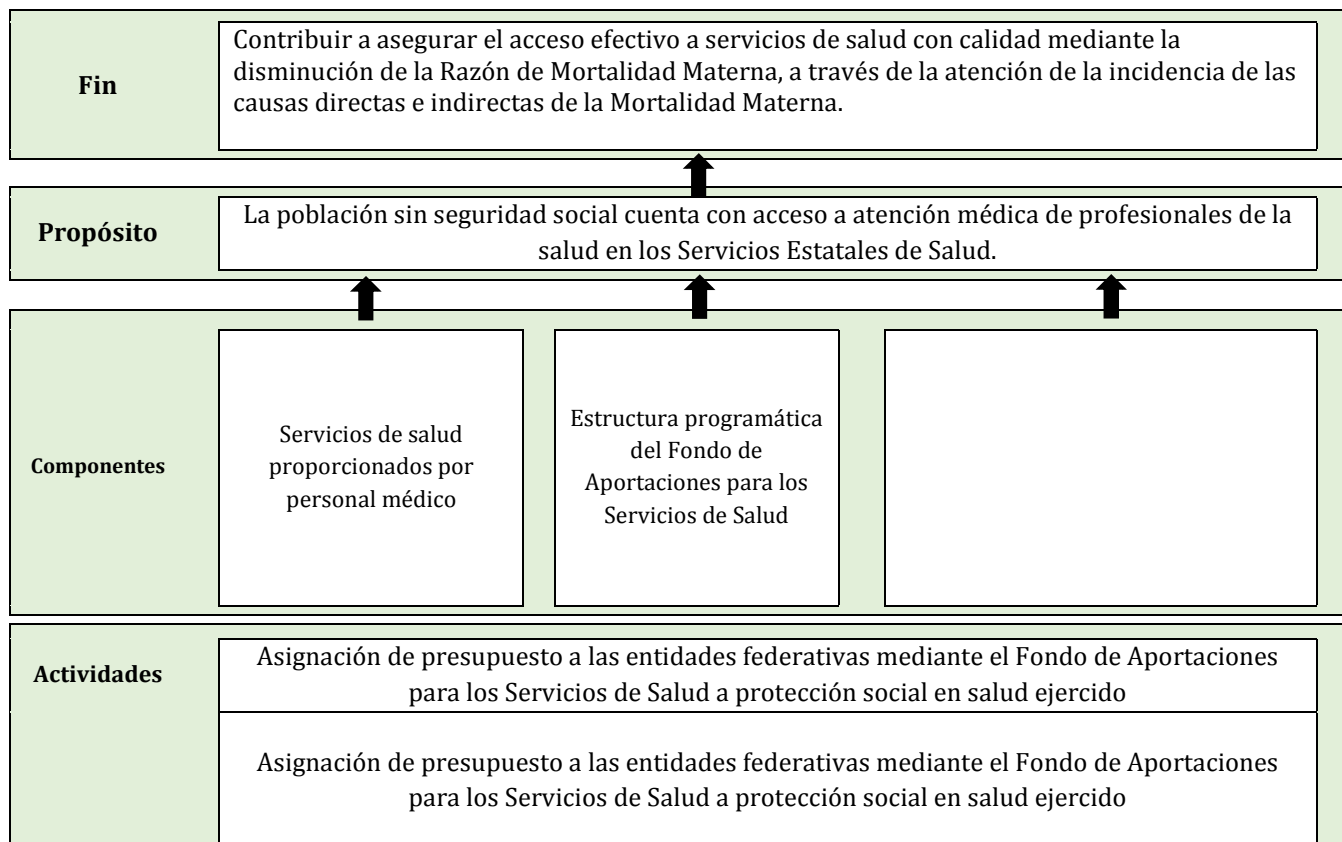 Fin
Contribuir a asegurar el acceso efectivo a servicios de salud con calidad mediante la
disminución de la Razón de Mortalidad Materna, a través de la atención de la incidencia de las
causas directas e indirectas de la Mortalidad Materna.
Propósito
La población sin seguridad social cuenta con acceso a atención médica de profesionales de la
salud en los Servicios Estatales de Salud.
Componentes
Servicios de salud
proporcionados por
personal médico
Estructura programática
del Fondo de
Aportaciones para los
Servicios de Salud
Actividades
Asignación de presupuesto a las entidades federativas mediante el Fondo de Aportaciones
para los Servicios de Salud a protección social en salud ejercido
Asignación de presupuesto a las entidades federativas mediante el Fondo de Aportaciones
para los Servicios de Salud a protección social en salud ejercido